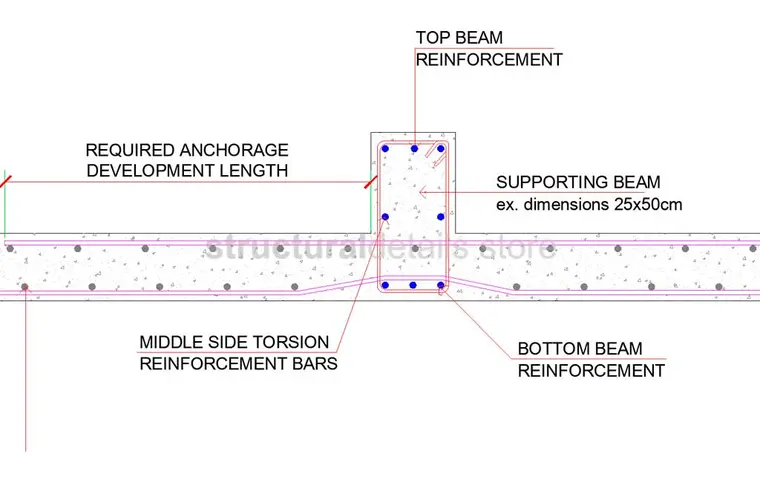 TOP BEAM
REINFORCEMENT
REQUIRED ANCHORAGE
DEVELOPMENT LENGTH
SUPPORTING BEAM
ex. dimensions 25x50cm
structuraldetails store
MIDDLE SIDE TORSION
REINFORCEMENT BARS
BOTTOM BEAM
REINFORCEMENT